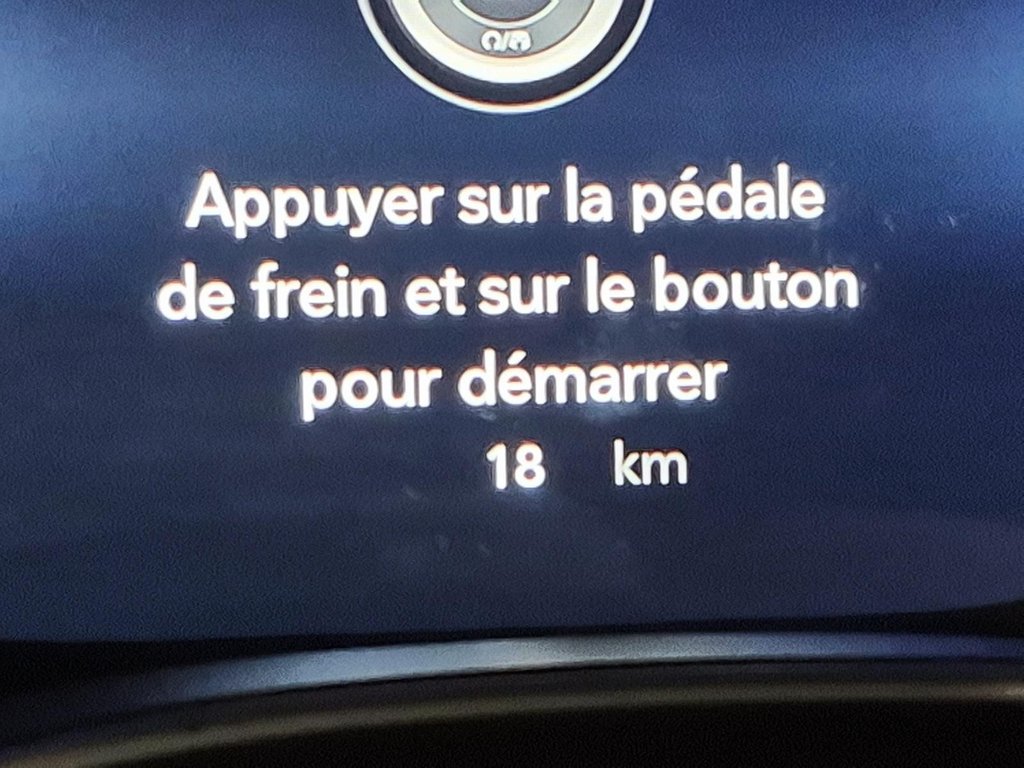 Appuyer sur la pédale
de frein et sur le bouton
pour démarrer
18 km